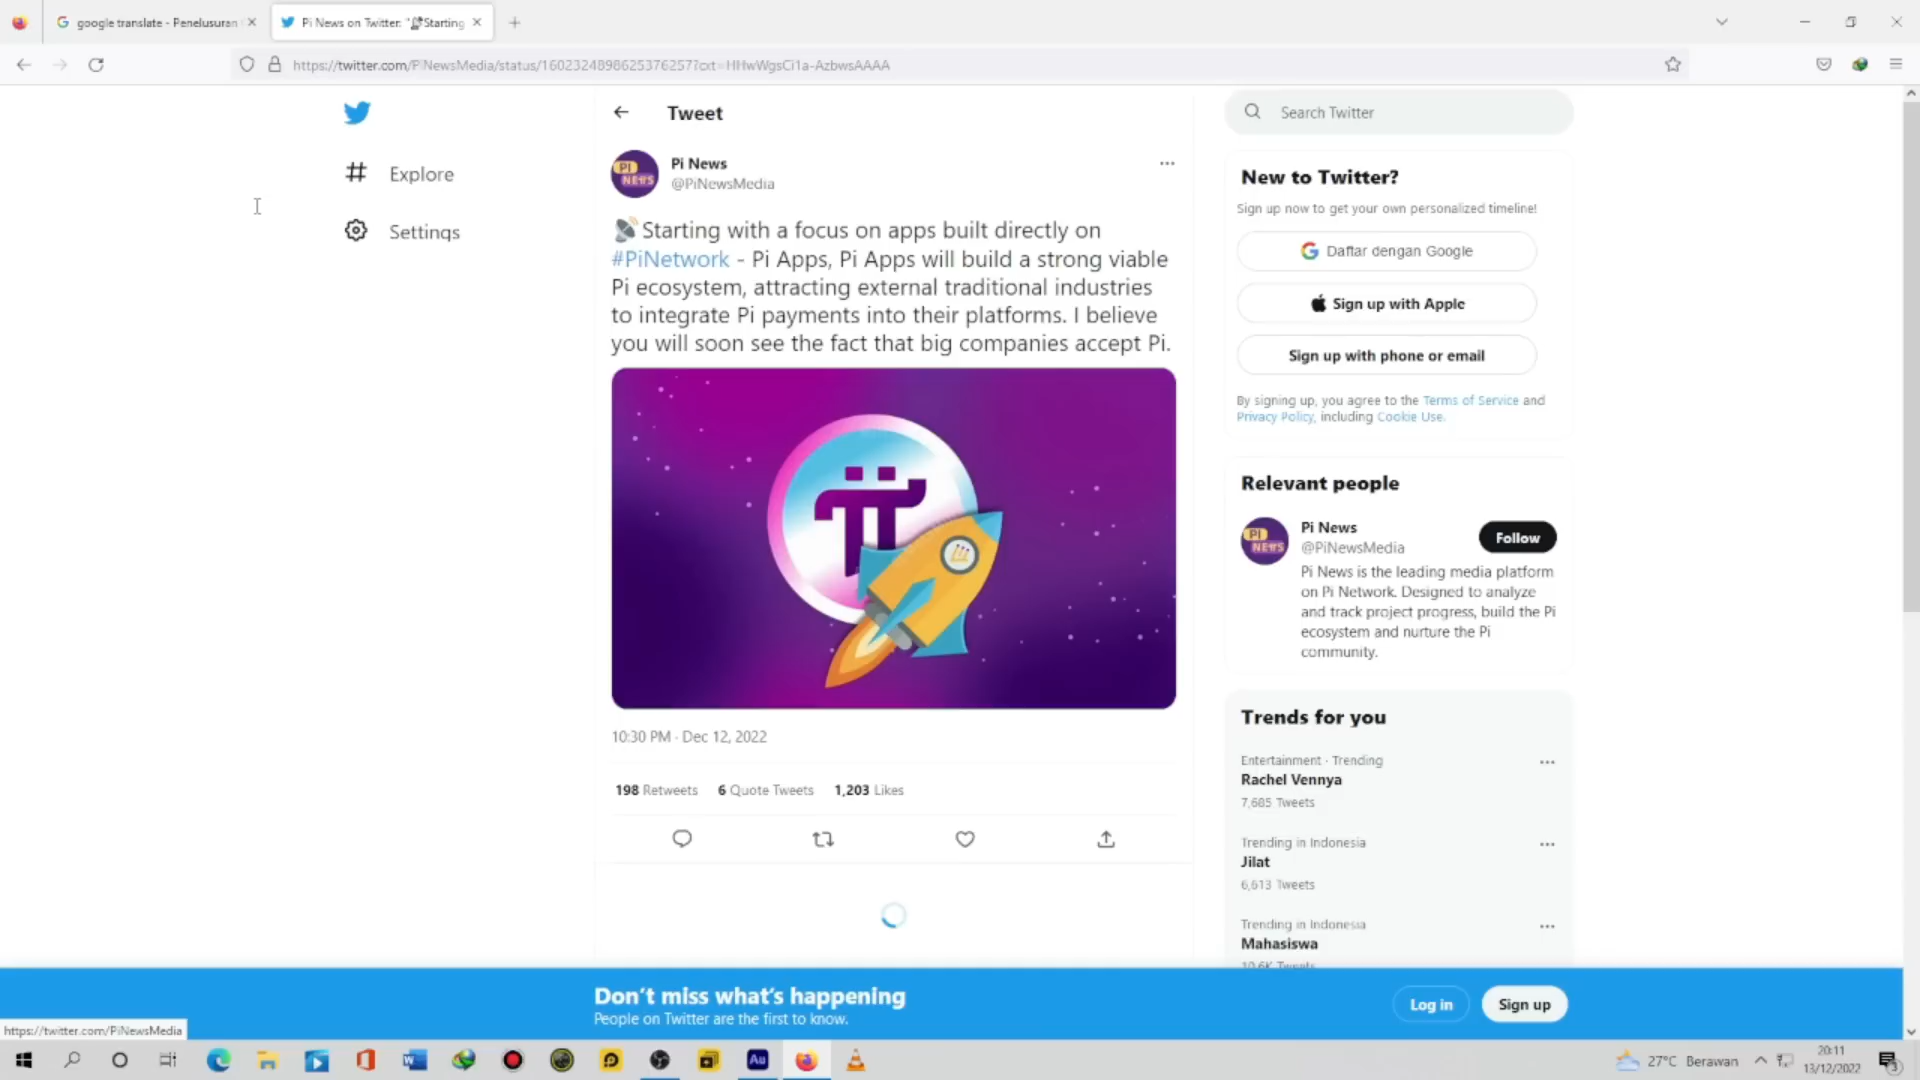 google translate - Penelusuran
Pi News on Twitter: "📡Starting
https://twitter.com/PiNewsMedia/status/1602324898625376257?cxt=HHwWgsCi1a-AzbwsAAAA
Tweet
Search Twitter
Explore
Settings
Pi News
@PiNewsMedia
📡Starting with a focus on apps built directly on
#PiNetwork - Pi Apps, Pi Apps will build a strong viable
Pi ecosystem, attracting external traditional industries
to integrate Pi payments into their platforms. I believe
you will soon see the fact that big companies accept Pi.
10:30 PM · Dec 12, 2022
198 Retweets 6 Quote Tweets 1,203 Likes
New to Twitter?
Sign up now to get your own personalized timeline!
Daftar dengan Google
Sign up with Apple
Sign up with phone or email
By signing up, you agree to the Terms of Service and
Privacy Policy, including Cookie Use.
Relevant people
PI
NEWS
Pi News
@PiNewsMedia
Follow
Pi News is the leading media platform
on Pi Network. Designed to analyze
and track project progress, build the Pi
ecosystem and nurture the Pi
community.
Trends for you
Entertainment · Trending
Rachel Vennya
7,685 Tweets
Trending in Indonesia
Jilat
6,613 Tweets
Trending in Indonesia
Mahasiswa
10.6K Tweets
Don't miss what's happening
People on Twitter are the first to know.
Log in
Sign up
https://twitter.com/PiNewsMedia
Au
27°C Berawan
20:11
13/12/2022